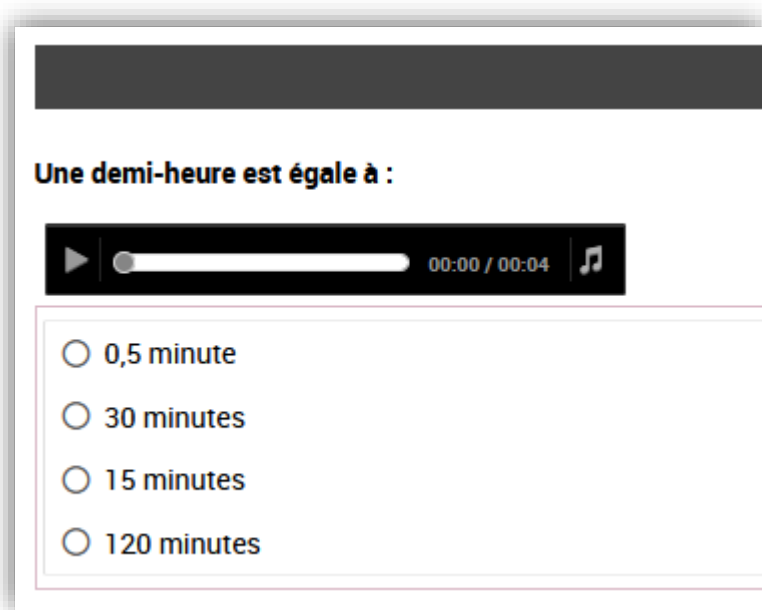 Une demi-heure est égale à :
00:00 / 00:04
0,5 minute
30 minutes
15 minutes
120 minutes